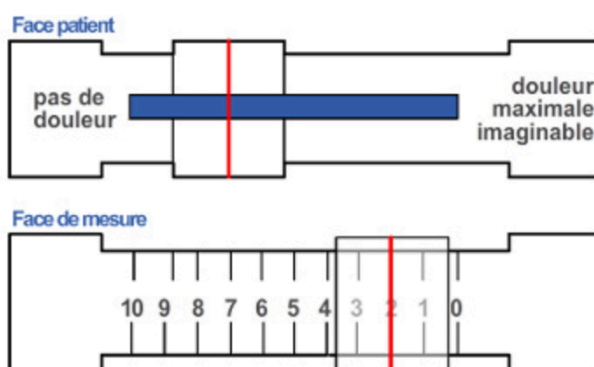 Face patient
pas de
douleur
douleur
maximale
imaginable
Face de mesure
10 9 8 7 6 5 4 3 2 1 0